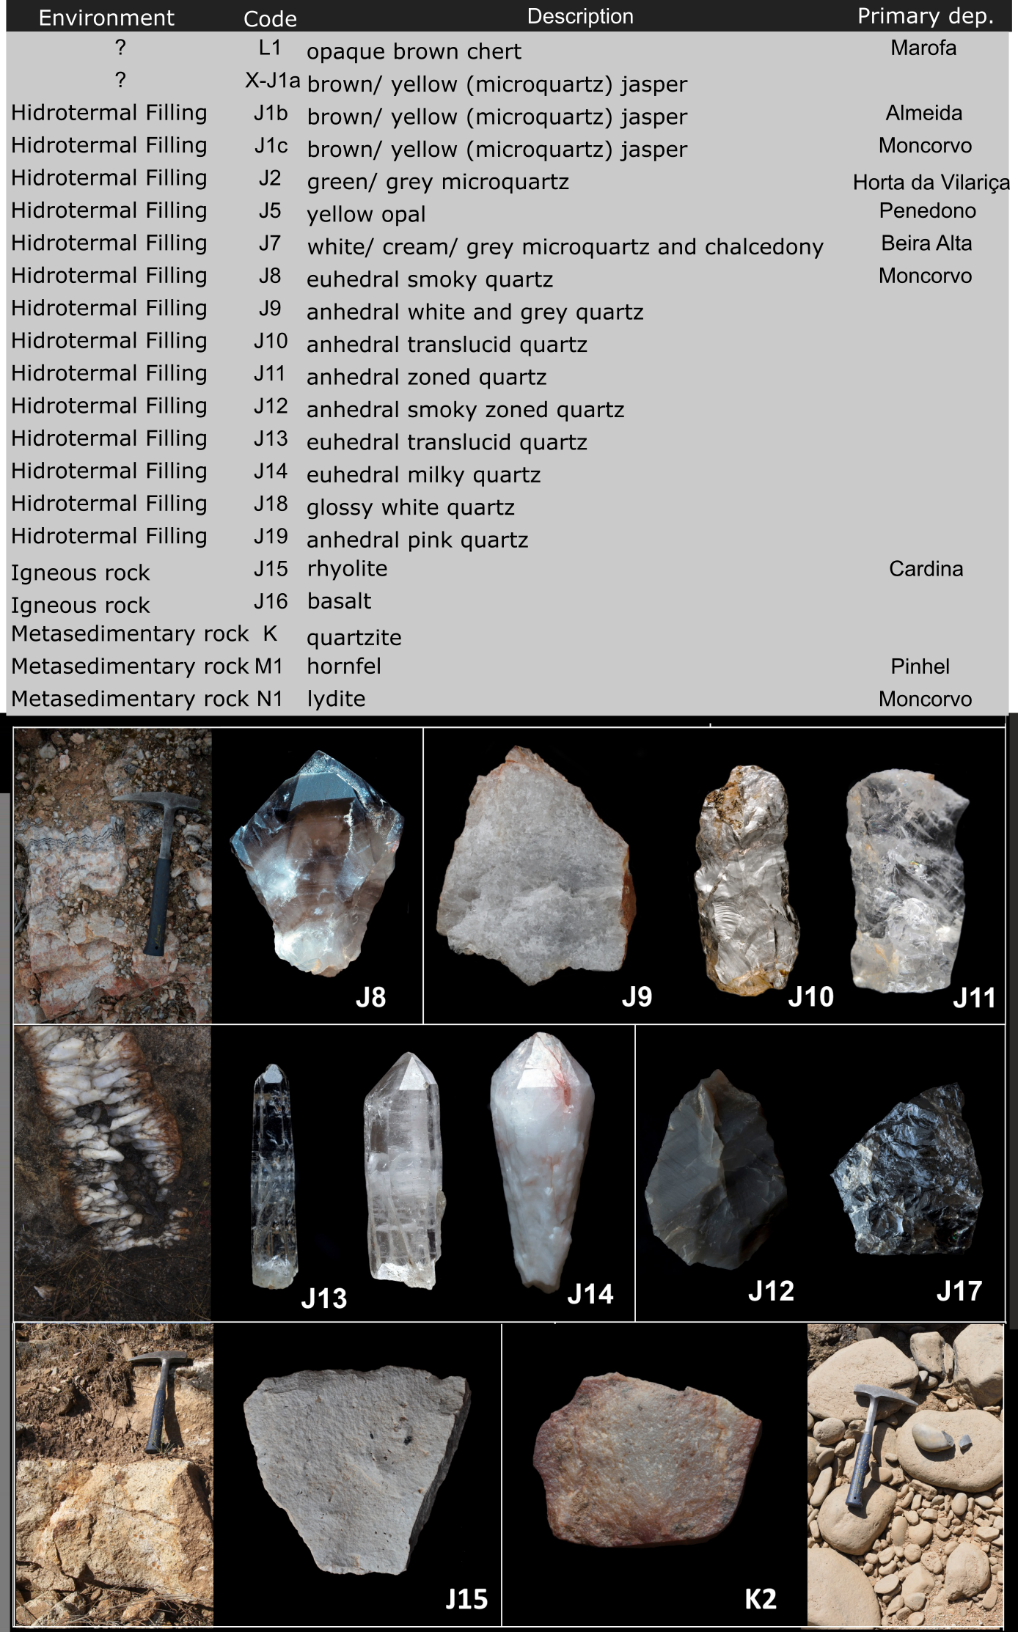 Environment Code Description Primary dep.
? L1 opaque brown chert Marofa
? X-J1a brown/ yellow (microquartz) jasper
Hidrotermal Filling J1b brown/ yellow (microquartz) jasper Almeida
Hidrotermal Filling J1c brown/ yellow (microquartz) jasper Moncorvo
Hidrotermal Filling J2 green/ grey microquartz Horta da Vilariça
Hidrotermal Filling J5 yellow opal Penedono
Hidrotermal Filling J7 white/ cream/ grey microquartz and chalcedony Beira Alta
Hidrotermal Filling J8 euhedral smoky quartz Moncorvo
Hidrotermal Filling J9 anhedral white and grey quartz
Hidrotermal Filling J10 anhedral translucid quartz
Hidrotermal Filling J11 anhedral zoned quartz
Hidrotermal Filling J12 anhedral smoky zoned quartz
Hidrotermal Filling J13 euhedral translucid quartz
Hidrotermal Filling J14 euhedral milky quartz
Hidrotermal Filling J18 glossy white quartz
Hidrotermal Filling J19 anhedral pink quartz
Igneous rock J15 rhyolite Cardina
Igneous rock J16 basalt
Metasedimentary rock K quartzite
Metasedimentary rock M1 hornfel Pinhel
Metasedimentary rock N1 lydite Moncorvo
J8 J9 J10 J11
J13 J14 J12 J17
J15 K2